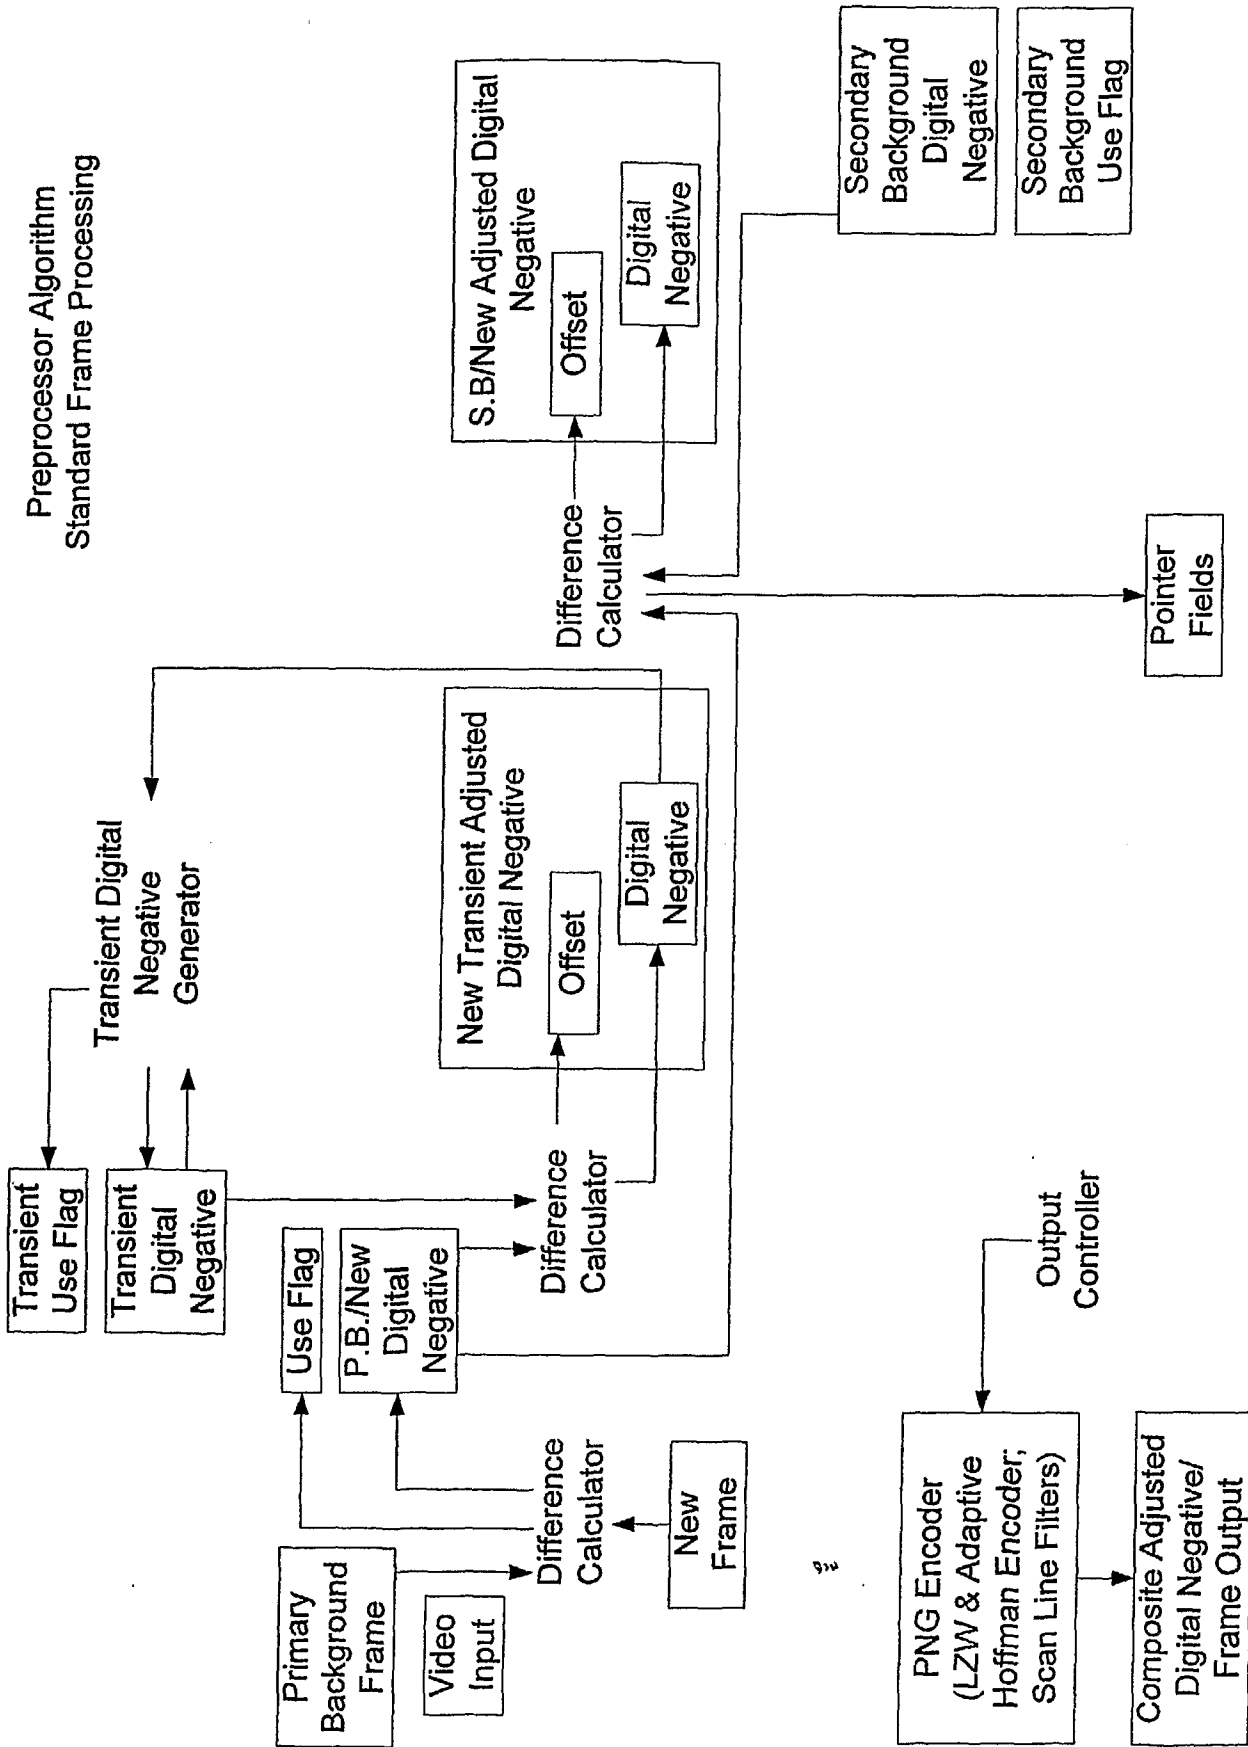 Preprocessor Algorithm
Standard Frame Processing
Transient
Use Flag
Transient
Digital
Negative
Transient Digital
Negative
Generator
Primary
Background
Frame
Video
Input
Difference
Calculator
New
Frame
Use Flag
P.B./New
Digital
Negative
Difference
Calculator
New Transient Adjusted
Digital Negative
Offset
Digital
Negative
Difference
Calculator
S.B/New Adjusted Digital
Negative
Offset
Digital
Negative
Secondary
Background
Digital
Negative
Secondary
Background
Use Flag
Pointer
Fields
Output
Controller
PNG Encoder
(LZW & Adaptive
Hoffman Encoder;
Scan Line Filters)
Composite Adjusted
Digital Negative/
Frame Output